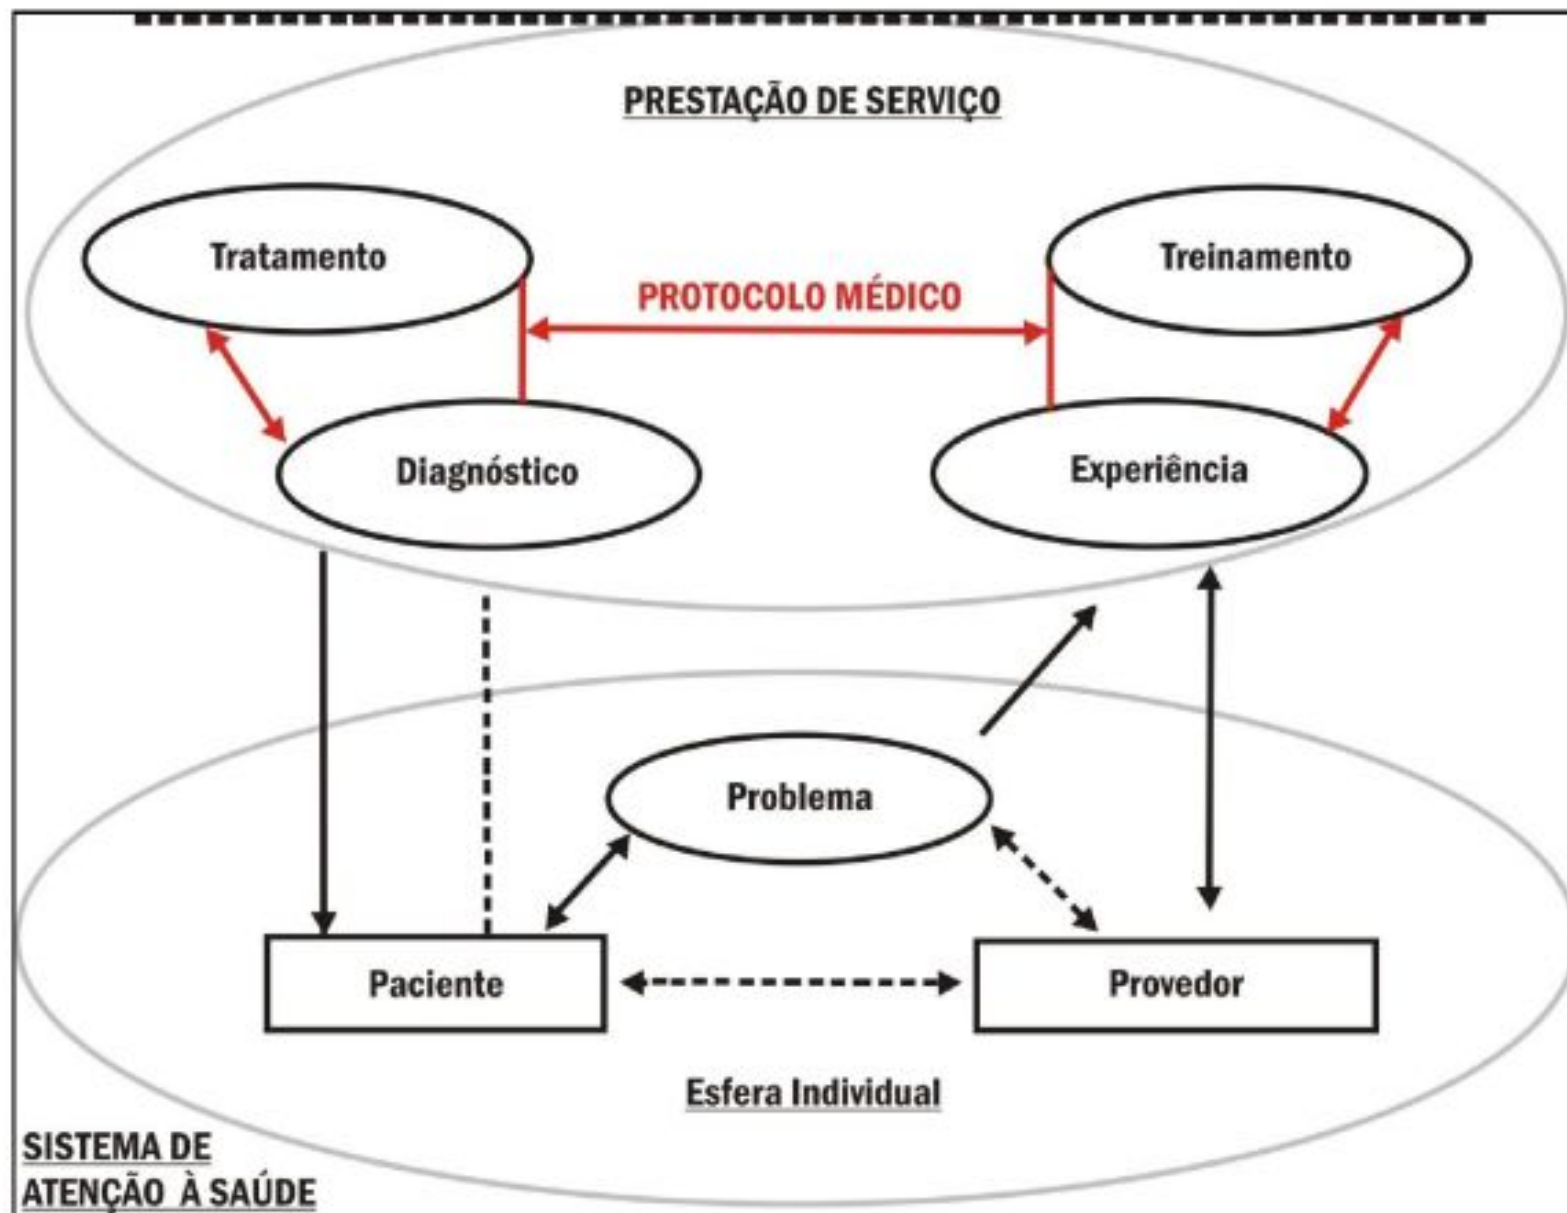 PRESTAÇÃO DE SERVIÇO
Tratamento
Treinamento
PROTOCOLO MÉDICO
Diagnóstico
Experiência
Problema
Paciente
Provedor
Esfera Individual
SISTEMA DE
ATENÇÃO À SAÚDE